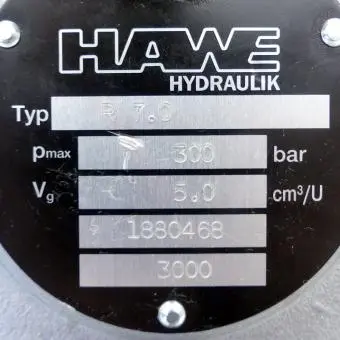 HAWE
HYDRAULIK
Typ R 7.0
pmax 300 bar
Vg 5.0 cm³/U
1880468
3000